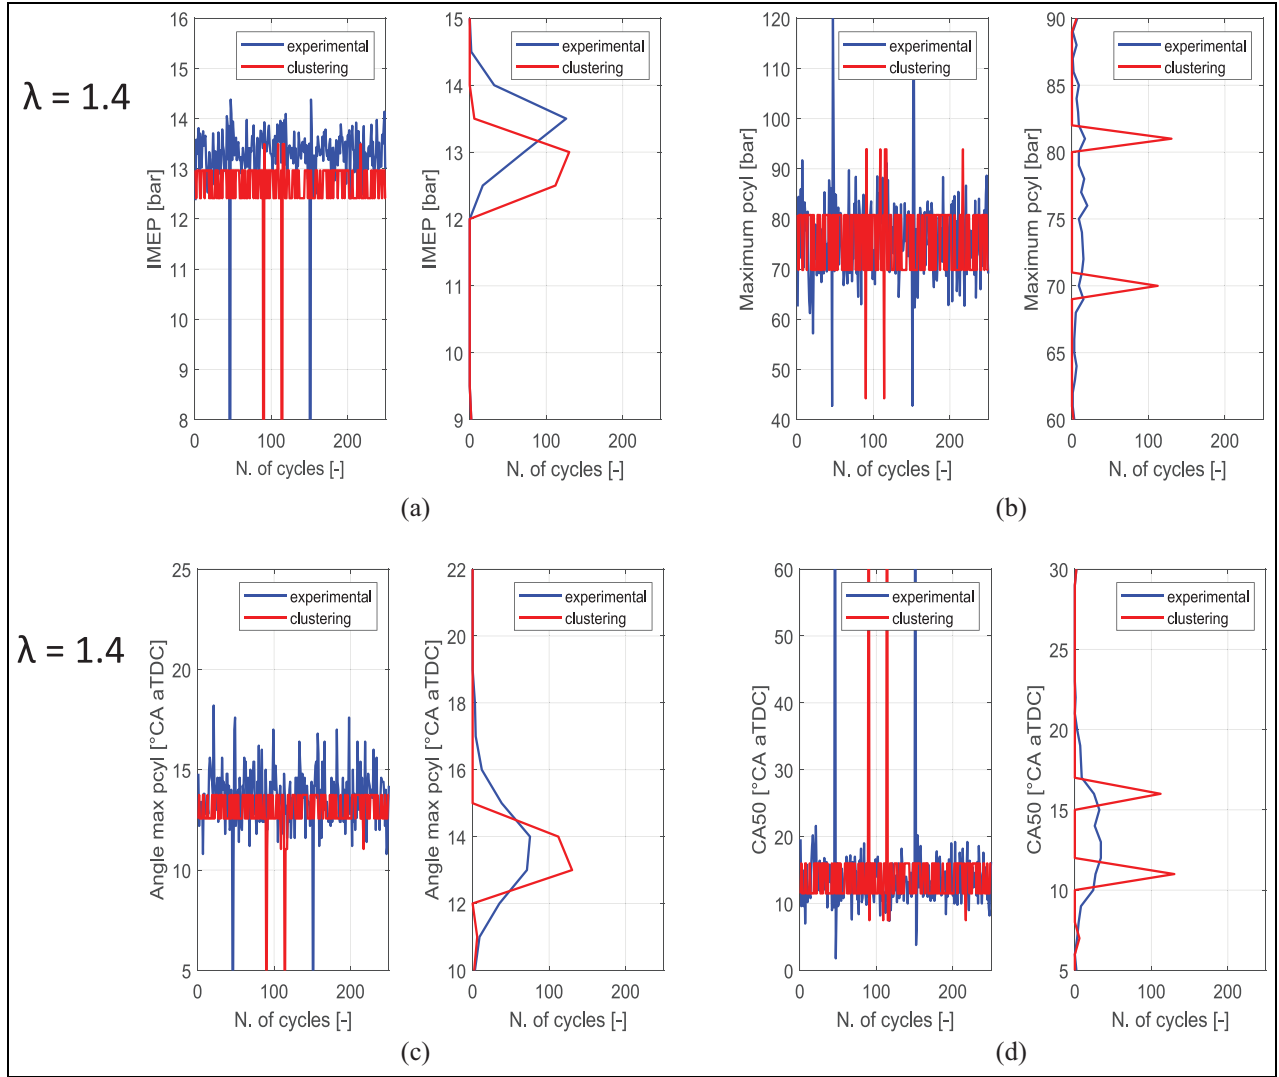 λ = 1.4
IMEP [bar]
16
15
14
13
12
11
10
9
8
experimental
clustering
0
100
200
N. of cycles [-]
IMEP [bar]
15
14
13
12
11
10
9
experimental
clustering
0
100
200
N. of cycles [-]
(a)
Maximum pcyl [bar]
120
110
100
90
80
70
60
50
40
experimental
clustering
0
100
200
N. of cycles [-]
Maximum pcyl [bar]
90
85
80
75
70
65
60
experimental
clustering
0
100
200
N. of cycles [-]
(b)
λ = 1.4
Angle max pcyl [°CA aTDC]
25
20
15
10
5
experimental
clustering
0
100
200
N. of cycles [-]
Angle max pcyl [°CA aTDC]
22
20
18
16
14
12
10
experimental
clustering
0
100
200
N. of cycles [-]
(c)
CA50 [°CA aTDC]
60
50
40
30
20
10
0
experimental
clustering
0
100
200
N. of cycles [-]
CA50 [°CA aTDC]
30
25
20
15
10
5
experimental
clustering
0
100
200
N. of cycles [-]
(d)